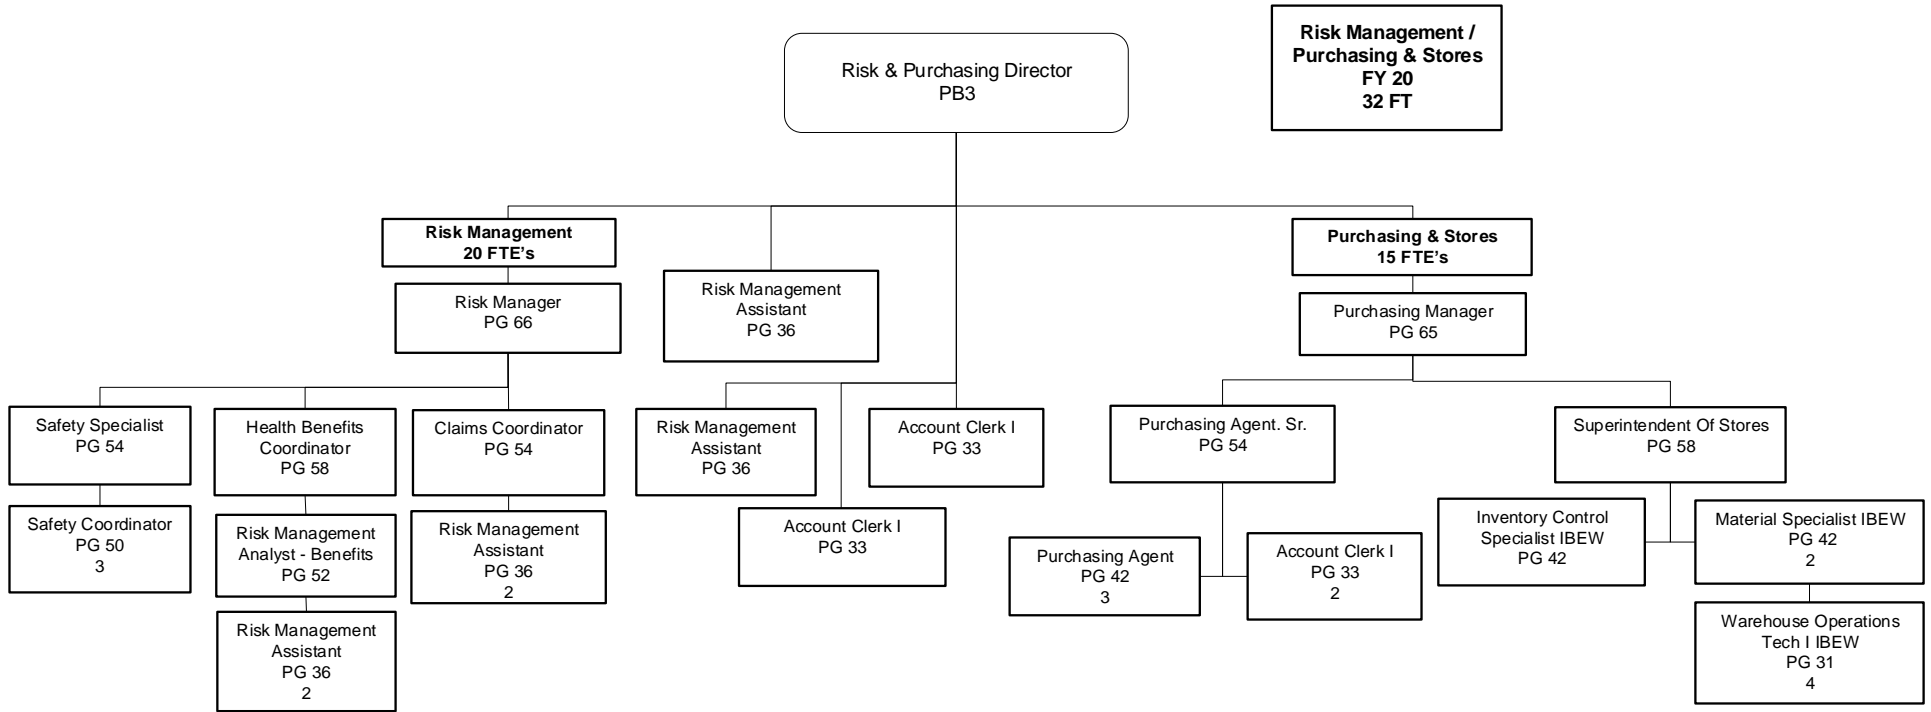 Risk Management /
Purchasing & Stores
FY 20
32 FT
Risk & Purchasing Director
PB3
Risk Management
20 FTE's
Purchasing & Stores
15 FTE's
Risk Manager
PG 66
Risk Management
Assistant
PG 36
Purchasing Manager
PG 65
Safety Specialist
PG 54
Health Benefits
Coordinator
PG 58
Claims Coordinator
PG 54
Risk Management
Assistant
PG 36
Account Clerk I
PG 33
Purchasing Agent. Sr.
PG 54
Superintendent Of Stores
PG 58
Safety Coordinator
PG 50
3
Risk Management
Analyst - Benefits
PG 52
Risk Management
Assistant
PG 36
2
Account Clerk I
PG 33
Purchasing Agent
PG 42
3
Account Clerk I
PG 33
2
Inventory Control
Specialist IBEW
PG 42
Material Specialist IBEW
PG 42
2
Risk Management
Assistant
PG 36
2
Warehouse Operations
Tech I IBEW
PG 31
4